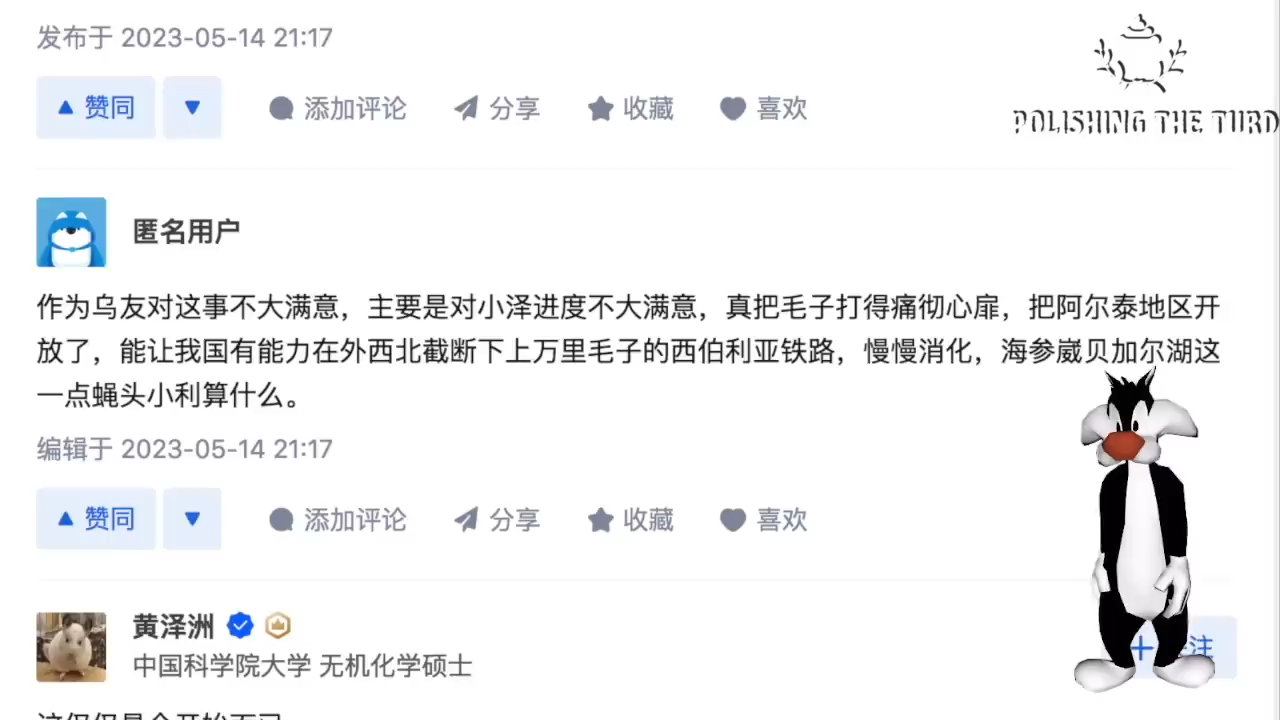 发布于 2023-05-14 21:17
赞同
添加评论
分享
收藏
喜欢
POLISHING THE TURD
匿名用户
作为乌友对这事不大满意，主要是对小泽进度不大满意，真把毛子打得痛彻心扉，把阿尔泰地区开
放了，能让我国有能力在外西北截断下上万里毛子的西伯利亚铁路，慢慢消化，海参崴贝加尔湖这
一点蝇头小利算什么。
编辑于 2023-05-14 21:17
赞同
添加评论
分享
收藏
喜欢
黄泽洲
中国科学院大学 无机化学硕士
注